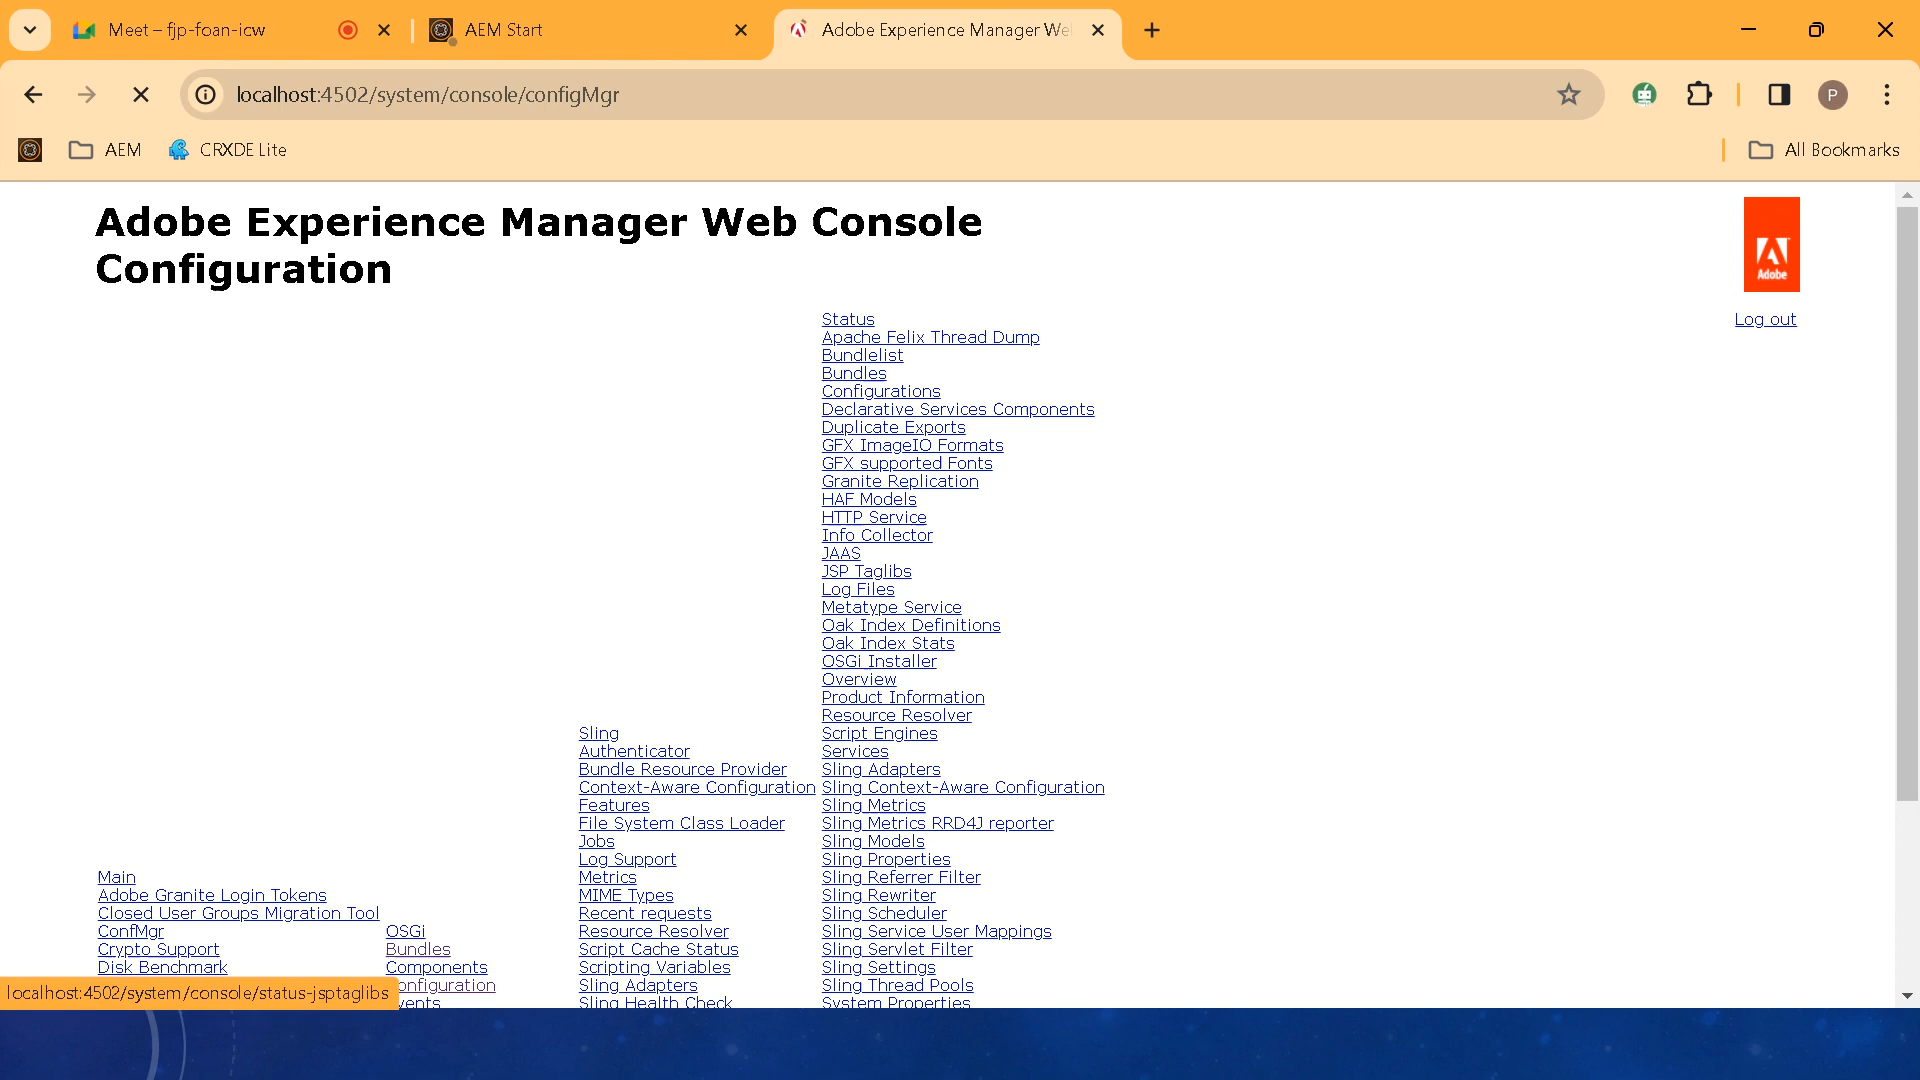 Meet – fjp-foan-icw
AEM Start
Adobe Experience Manager We
localhost:4502/system/console/configMgr
P
AEM
CRXDE Lite
All Bookmarks
Adobe Experience Manager Web Console
Configuration
Adobe
Log out
Status
Apache Felix Thread Dump
Bundlelist
Bundles
Configurations
Declarative Services Components
Duplicate Exports
GFX ImageIO Formats
GFX supported Fonts
Granite Replication
HAF Models
HTTP Service
Info Collector
JAAS
JSP Taglibs
Log Files
Metatype Service
Oak Index Definitions
Oak Index Stats
OSGi Installer
Overview
Product Information
Resource Resolver
Script Engines
Services
Sling Adapters
Sling Context-Aware Configuration
Sling Metrics
Sling Metrics RRD4J reporter
Sling Models
Sling Properties
Sling Referrer Filter
Sling Rewriter
Sling Scheduler
Sling Service User Mappings
Sling Servlet Filter
Sling Settings
Sling Thread Pools
System Properties
Sling
Authenticator
Bundle Resource Provider
Context-Aware Configuration
Features
File System Class Loader
Jobs
Log Support
Metrics
MIME Types
Recent requests
Resource Resolver
Script Cache Status
Scripting Variables
Sling Adapters
Sling Health Check
Main
Adobe Granite Login Tokens
Closed User Groups Migration Tool
ConfMgr
Crypto Support
Disk Benchmark
OSGi
Bundles
Components
onfiguration
vents
localhost:4502/system/console/status-jsptaglibs